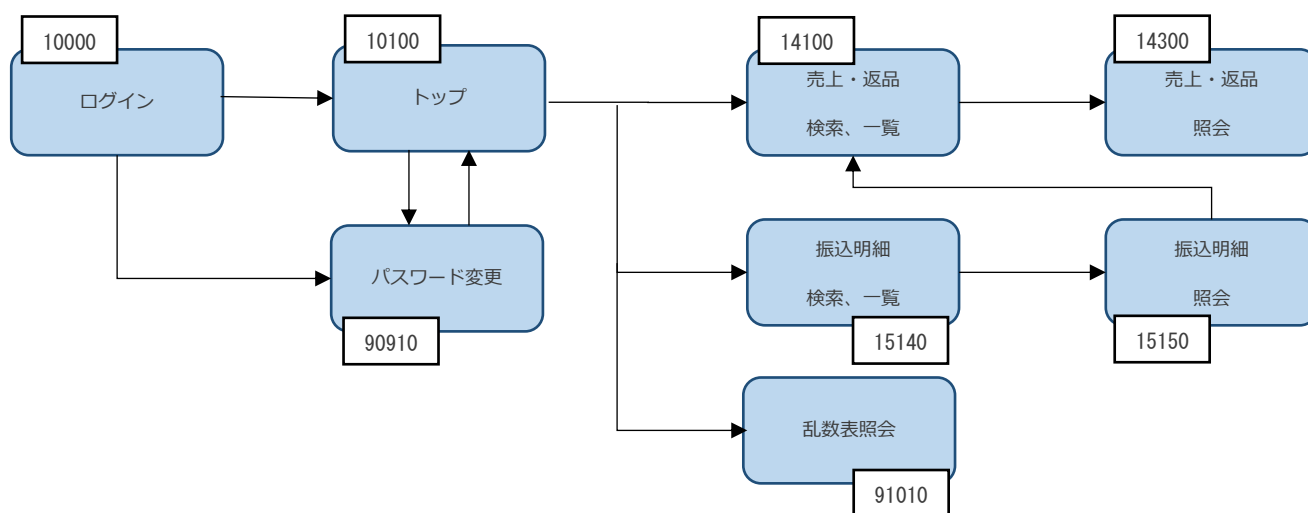 10000
ログイン
10100
トップ
14100
売上・返品
検索、一覧
14300
売上・返品
照会
パスワード変更
90910
振込明細
検索、一覧
15140
振込明細
照会
15150
乱数表照会
91010